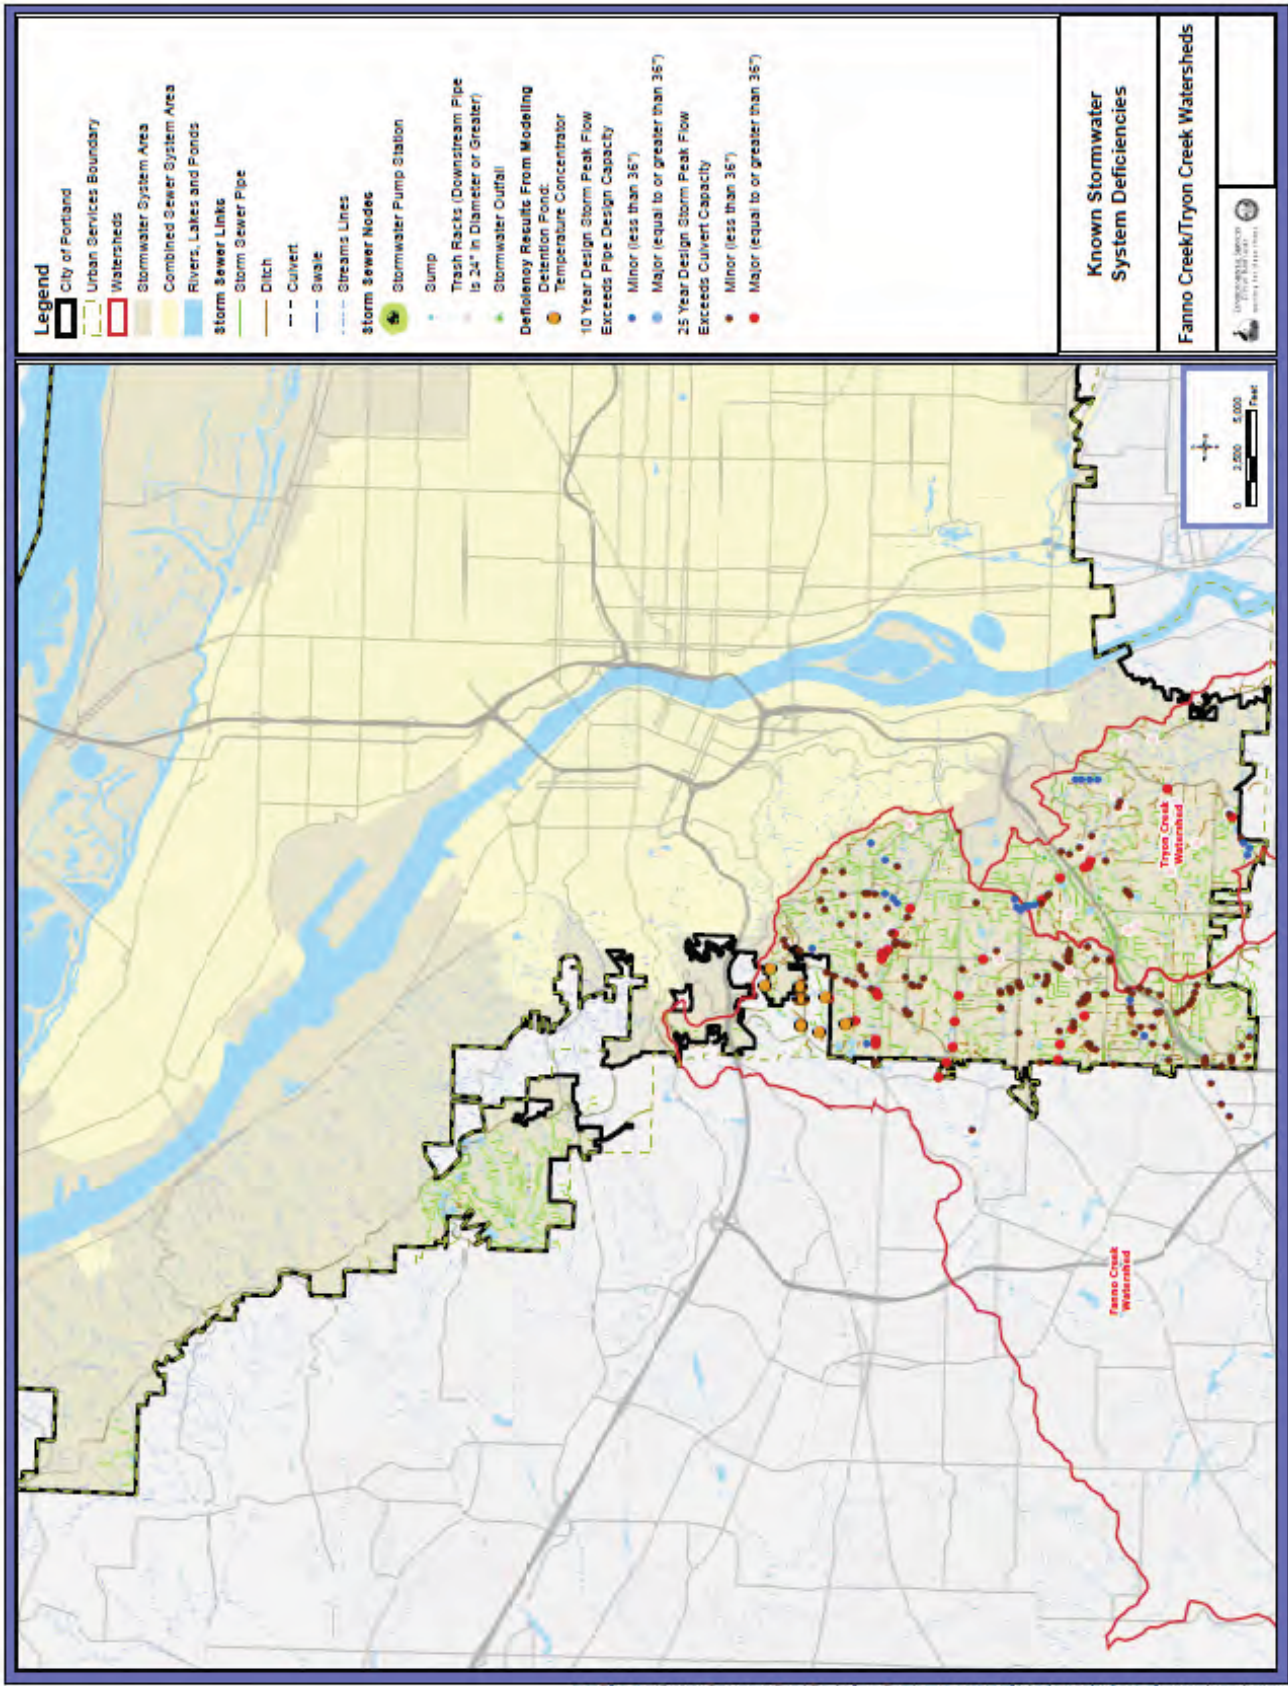 Legend
City of Portland
Urban Services Boundary
Watersheds
Stormwater System Area
Combined Sewer System Area
Rivers, Lakes and Ponds
Storm Sewer Links
Storm Sewer Pipe
Ditch
Culvert
Swale
Streams Lines
Storm Sewer Nodes
Stormwater Pump Station
Sump
Trash Racks (Downstream Pipe
is 24" in Diameter or Greater)
Stormwater Outfall
Deficiency Results From Modeling
Detention Pond:
Temperature Concentrator
10 Year Design Storm Peak Flow
Exceeds Pipe Design Capacity
Minor (less than 36")
Major (equal to or greater than 36")
25 Year Design Storm Peak Flow
Exceeds Culvert Capacity
Minor (less than 36")
Major (equal to or greater than 36")
Known Stormwater
System Deficiencies
Fanno Creek/Tryon Creek Watersheds
0 2,500 5,000
Feet
Tryon Creek
Watershed
Fanno Creek
Watershed